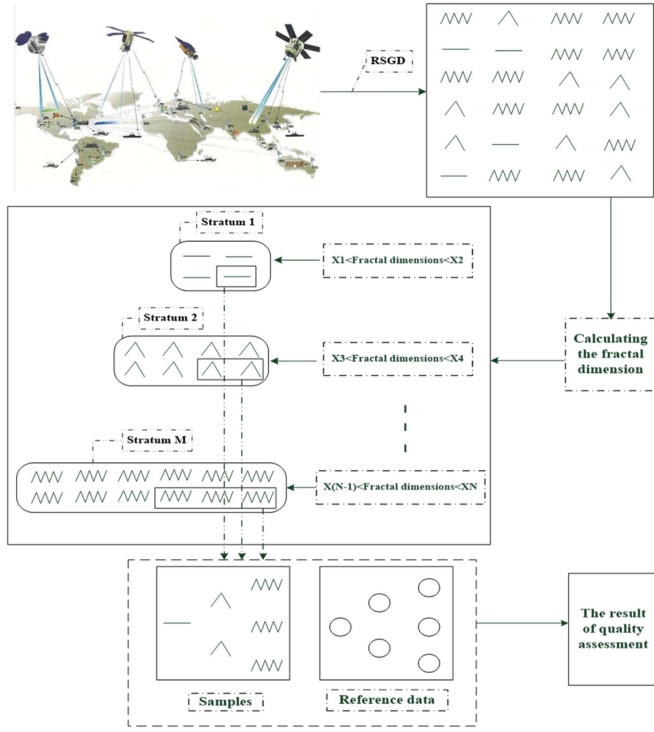 RSGD
Stratum 1
X1<Fractal dimensions<X2
Stratum 2
X3<Fractal dimensions<X4
Calculating
the fractal
dimension
Stratum M
X(N-1)<Fractal dimensions<XN
The result
of quality
assessment
Samples
Reference data